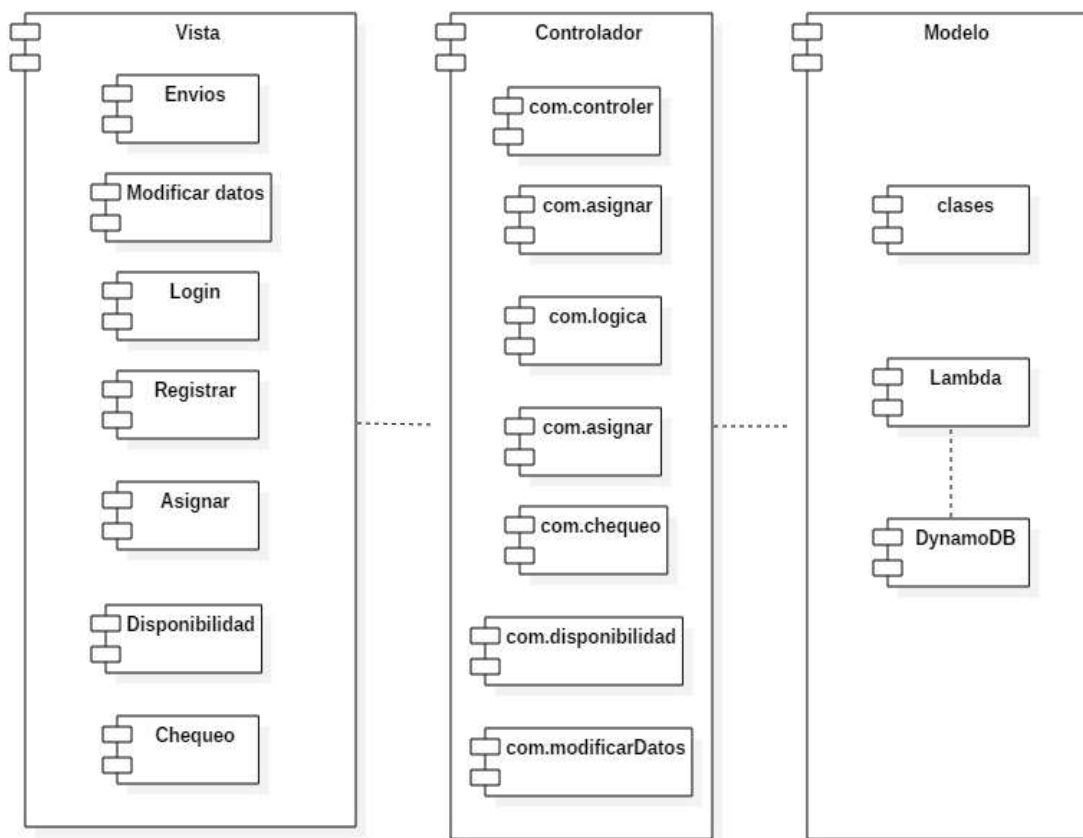 Vista
Envios
Modificar datos
Login
Registrar
Asignar
Disponibilidad
Chequeo
Controlador
com.controler
com.asignar
com.logica
com.asignar
com.chequeo
com.disponibilidad
com.modificarDatos
Modelo
clases
Lambda
DynamoDB